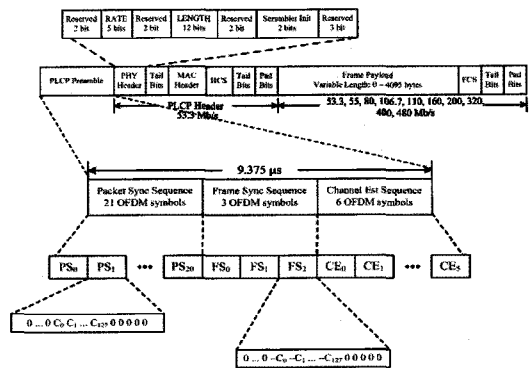 Reserved 2 bit RATE 5 bits Reserved 2 bit LENGTH 12 bits Reserved 2 bit Scrambler Init 2 bits Reserved 3 bit
PLCP Preamble PHY Header Tail Bits MAC Header HCS Tail Bits Pad Bits Frame Payload Variable Length: 0 – 4095 bytes FCS Tail Bits Pad Bits
PLCP Header
53.3 Mb/s
53.3, 55, 80, 106.7, 110, 160, 200, 320,
400, 480 Mb/s
9.375 µs
Packet Sync Sequence 21 OFDM symbols Frame Sync Sequence 3 OFDM symbols Channel Est Sequence 6 OFDM symbols
PS₀ PS₁ ••• PS₂₀ FS₀ FS₁ FS₂ CE₀ CE₁ ••• CE₅
0 ... 0 C₀ C₁ ... C₁₂₇ 0 0 0 0 0
0 ... 0 –C₀ –C₁ ... –C₁₂₇ 0 0 0 0 0